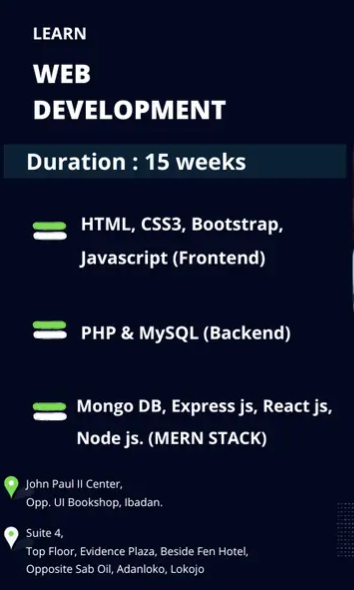 LEARN
WEB
DEVELOPMENT
Duration : 15 weeks
HTML, CSS3, Bootstrap,
Javascript (Frontend)
PHP & MySQL (Backend)
Mongo DB, Express js, React js,
Node js. (MERN STACK)
John Paul II Center,
Opp. UI Bookshop, Ibadan.
Suite 4,
Top Floor, Evidence Plaza, Beside Fen Hotel,
Opposite Sab Oil, Adanloko, Lokojo